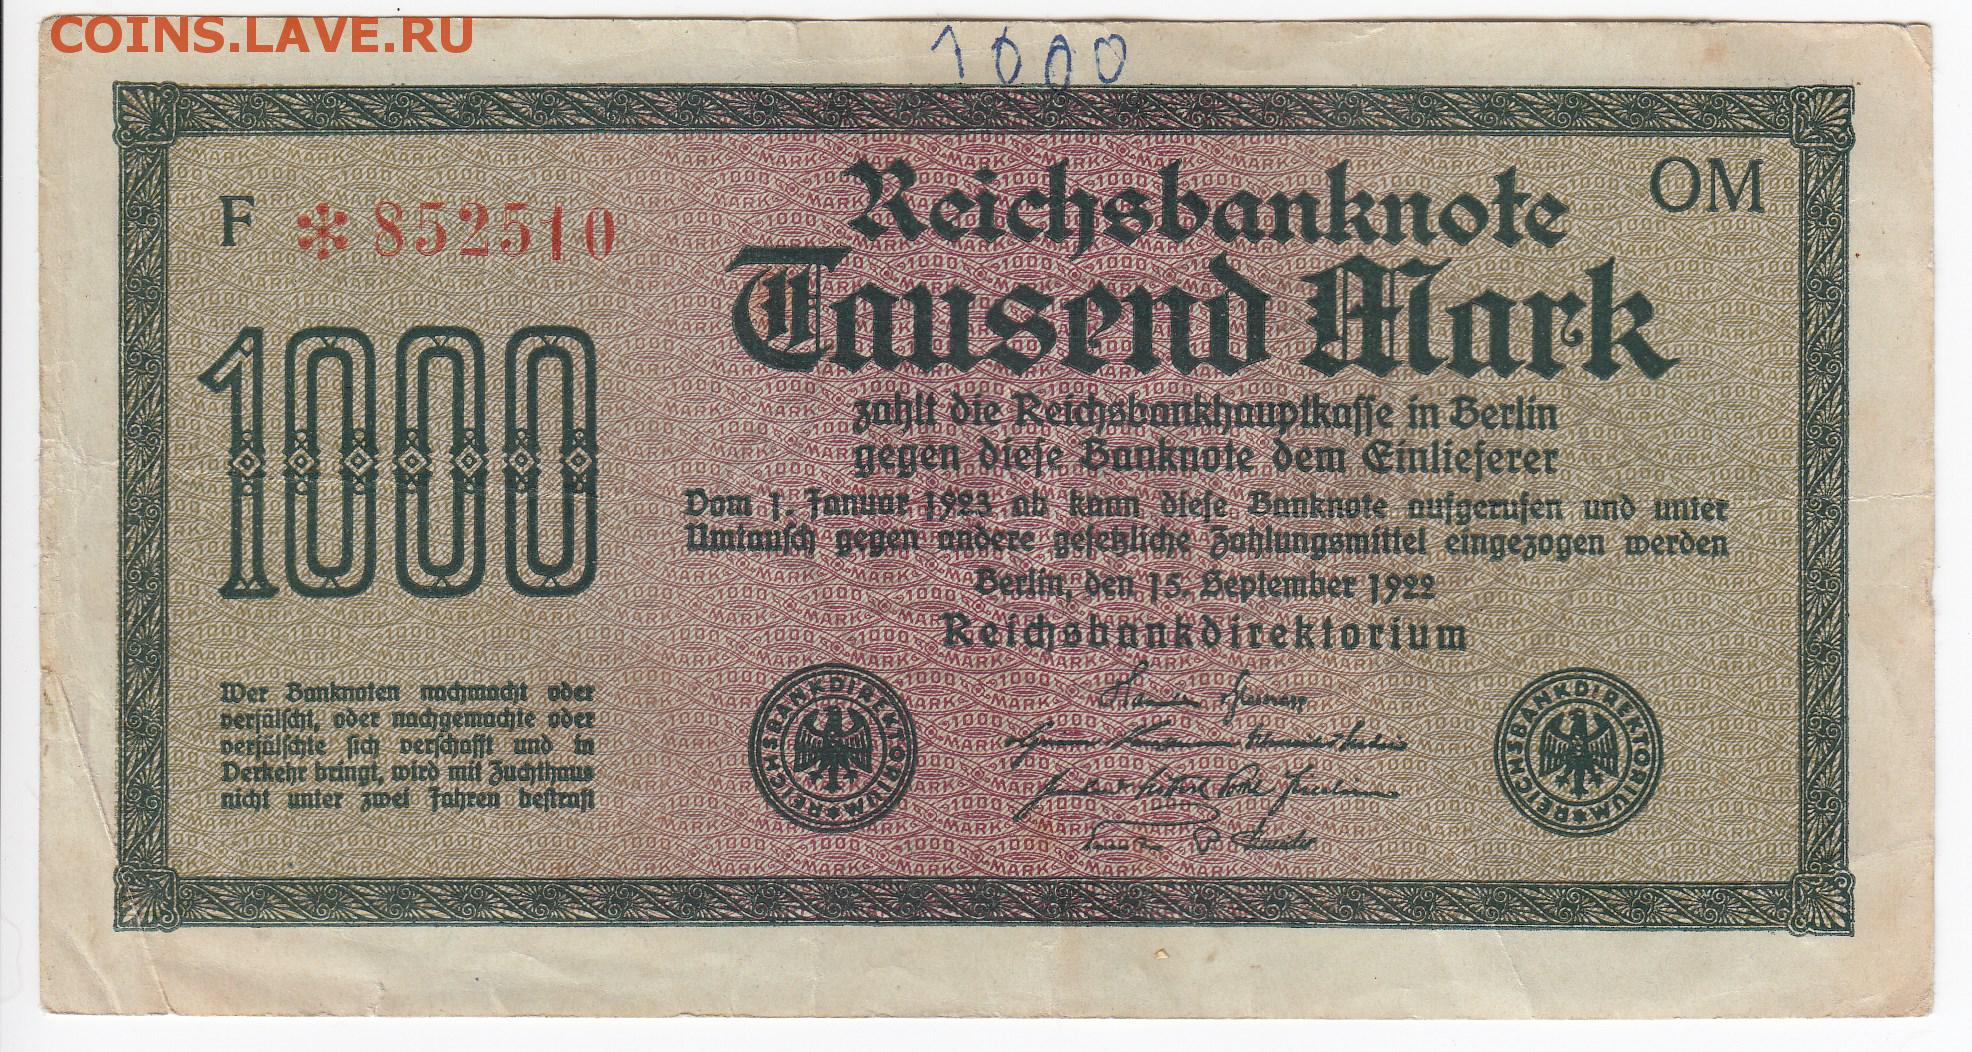 COINS.LAVE.RU
1000
F *852510
OM
Reichsbanknote
Tausend Mark
1000
zahlt die Reichsbankhauptkasse in Berlin
gegen diese Banknote dem Einlieferer
Vom 1. Januar 1923 ab kann diese Banknote aufgerufen und unter
Umtausch gegen andere gesetzliche Zahlungsmittel eingezogen werden
Berlin, den 15. September 1922
Reichsbankdirektorium
Wer Banknoten nachmacht oder
verfälscht, oder nachgemachte oder
verfälschte sich verschafft und in
Verkehr bringt, wird mit Zuchthaus
nicht unter zwei Jahren bestraft
REICHSBANKDIREKTORIUM
REICHSBANKDIREKTORIUM